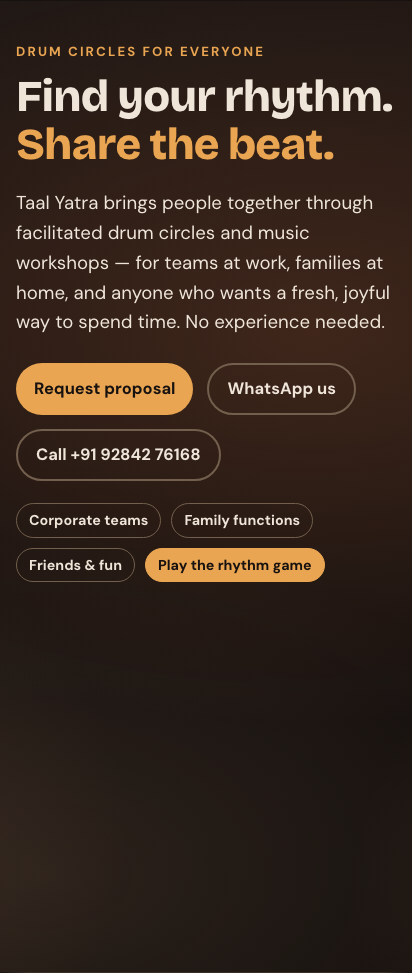 DRUM CIRCLES FOR EVERYONE
Find your rhythm.
Share the beat.
Taal Yatra brings people together through
facilitated drum circles and music
workshops — for teams at work, families at
home, and anyone who wants a fresh, joyful
way to spend time. No experience needed.
Request proposal
WhatsApp us
Call +91 92842 76168
Corporate teams
Family functions
Friends & fun
Play the rhythm game